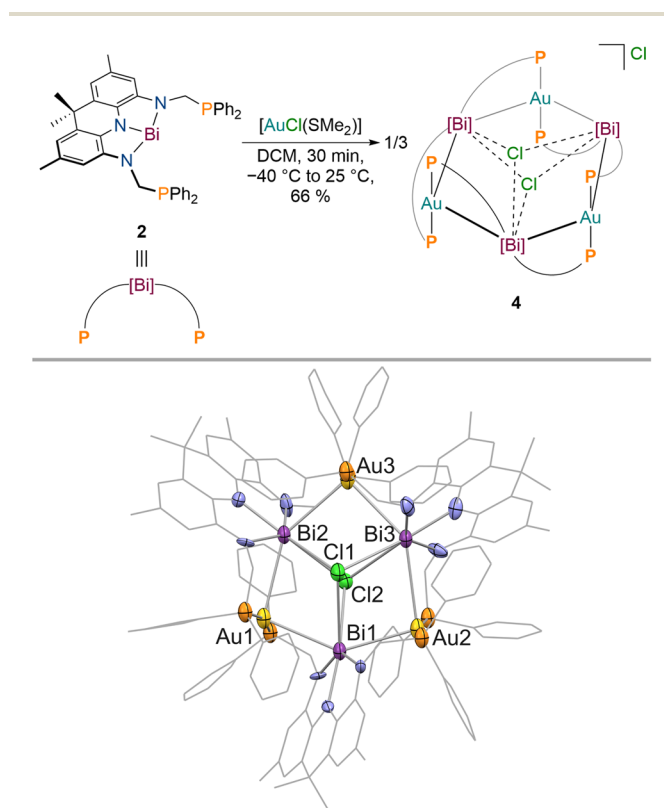 N
PPh2
N
Bi
N
PPh2
2
|||
[Bi]
P
P
[AuCl(SMe2)]
DCM, 30 min,
−40 °C to 25 °C,
66 %
1/3
Cl
P
Au
[Bi]
P
[Bi]
Cl
Cl
P
P
Au
Au
P
[Bi]
P
4
Au3
Bi2
Bi3
Cl1
Cl2
Au1
Bi1
Au2